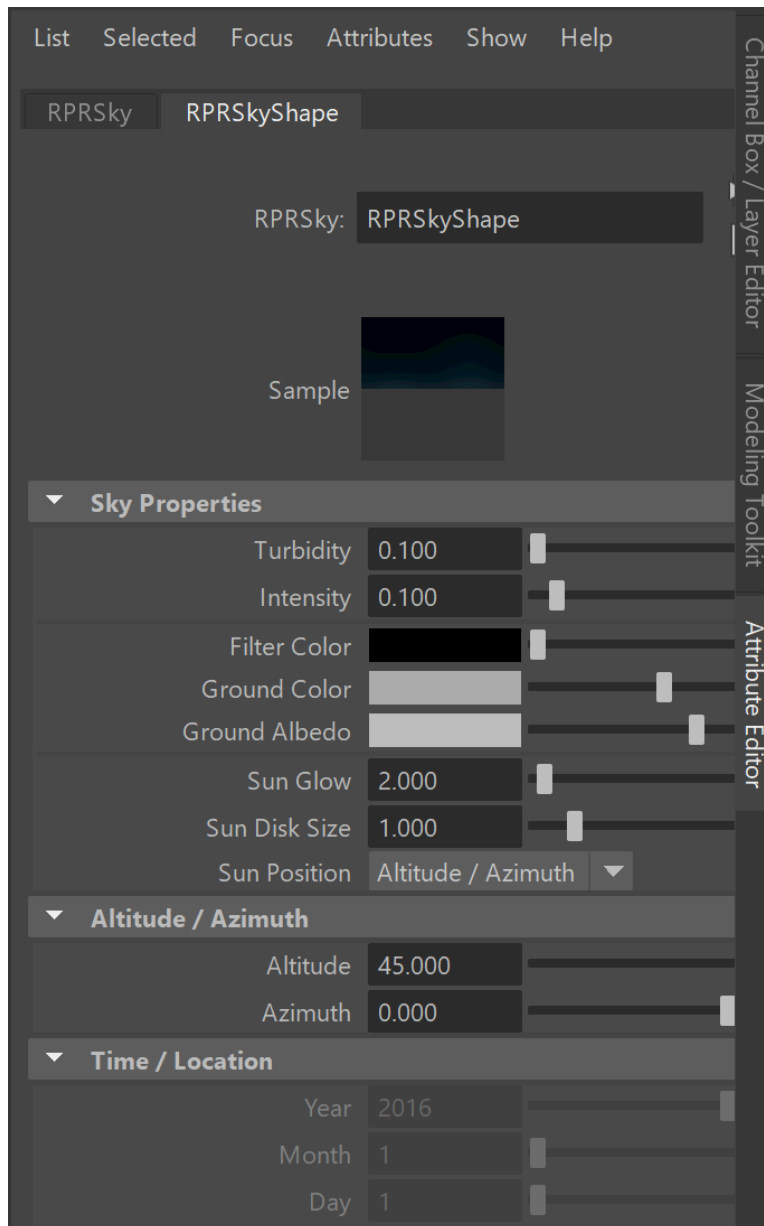 List Selected Focus Attributes Show Help
RPRSky RPRSkyShape
RPRSky: RPRSkyShape
Sample
Sky Properties
Turbidity 0.100
Intensity 0.100
Filter Color
Ground Color
Ground Albedo
Sun Glow 2.000
Sun Disk Size 1.000
Sun Position Altitude / Azimuth
Altitude / Azimuth
Altitude 45.000
Azimuth 0.000
Time / Location
Year 2016
Month 1
Day 1
Channel Box / Layer Editor
Modeling Toolkit
Attribute Editor